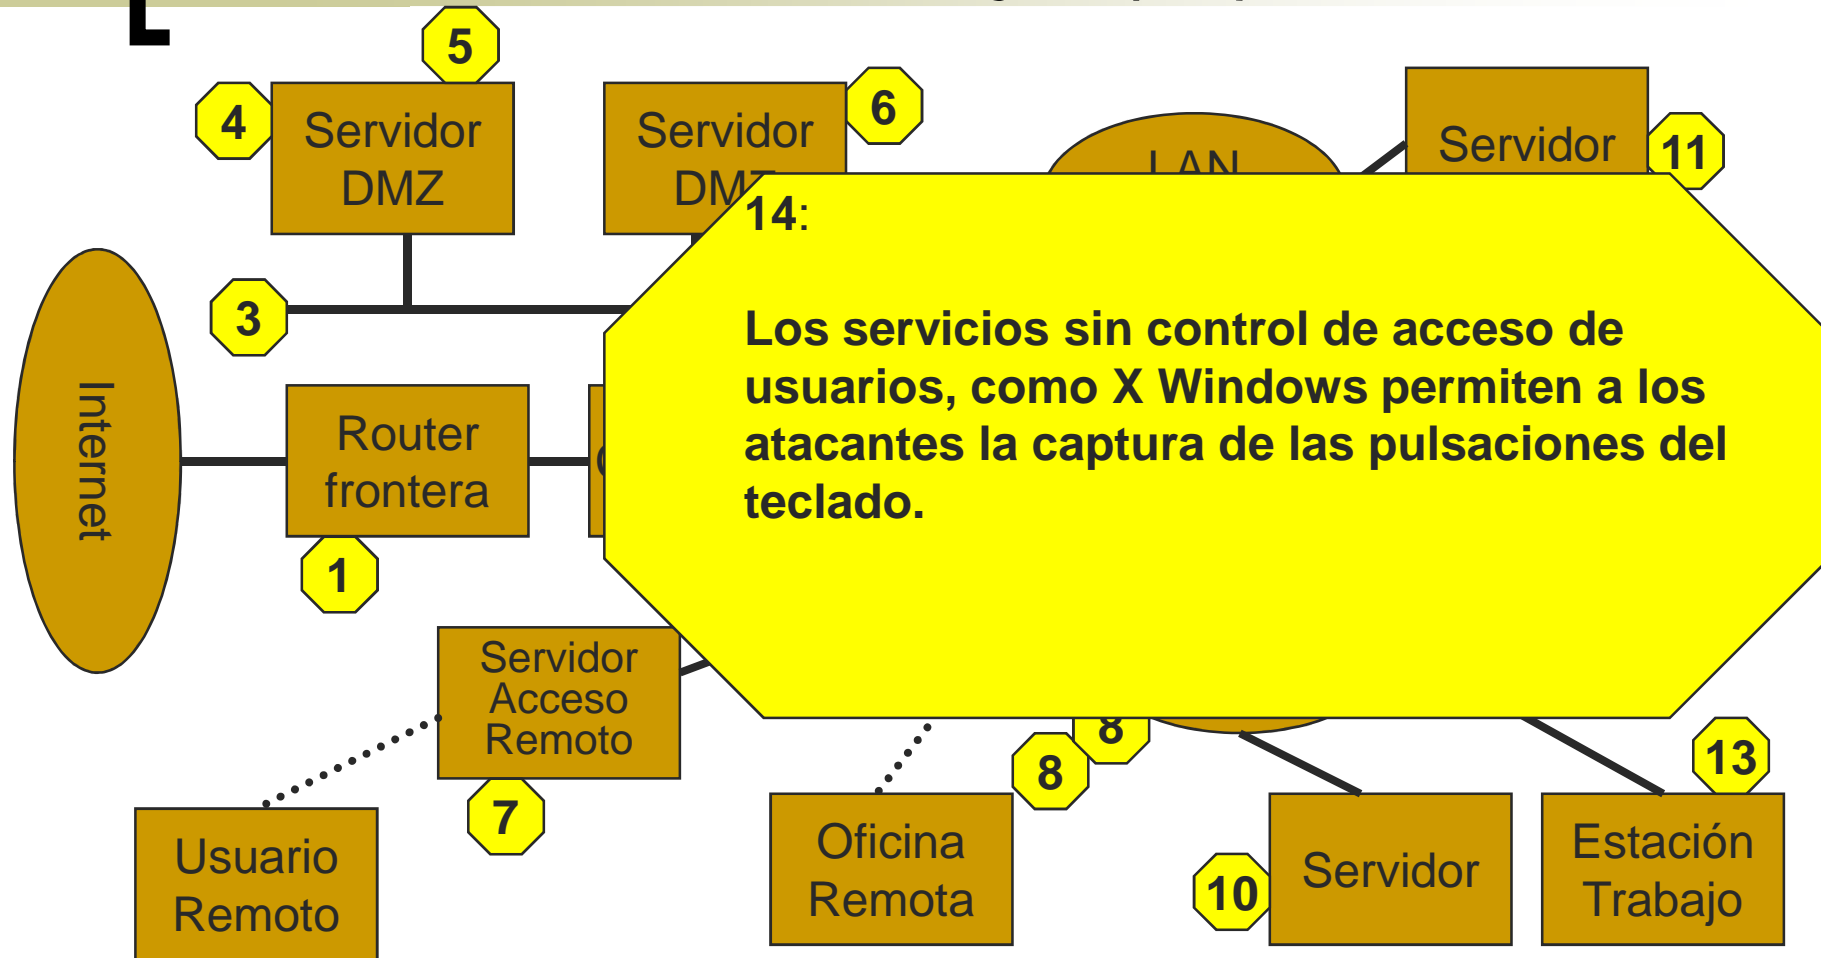 5
4
Servidor
DMZ
Servidor
6
LAN
Servidor
11
14:
3
Los servicios sin control de acceso de
usuarios, como X Windows permiten a los
atacantes la captura de las pulsaciones del
teclado.
Internet
Router
frontera
1
Servidor
Acceso
Remoto
7
8
8
13
Usuario
Remoto
Oficina
Remota
10
Servidor
Estación
Trabajo